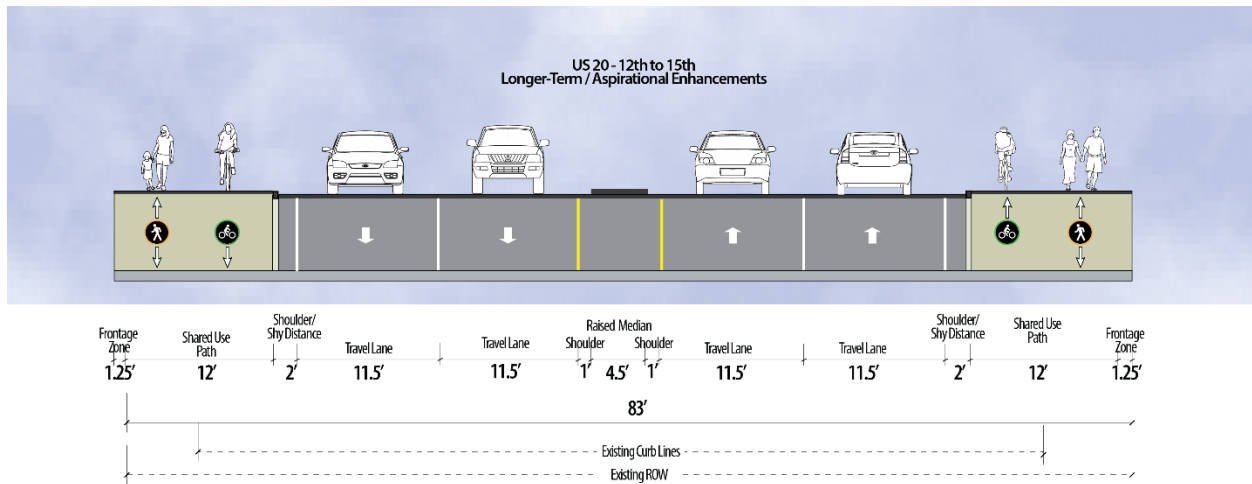 US 20 - 12th to 15th
Longer-Term / Aspirational Enhancements
Frontage
Zone
1.25'
Shared Use
Path
12'
Shoulder/
Shy Distance
2'
Travel Lane
11.5'
Travel Lane
11.5'
Raised Median
Shoulder
1'
4.5'
Shoulder
1'
Travel Lane
11.5'
Travel Lane
11.5'
Shoulder/
Shy Distance
2'
Shared Use
Path
12'
Frontage
Zone
1.25'
83'
Existing Curb Lines
Existing ROW